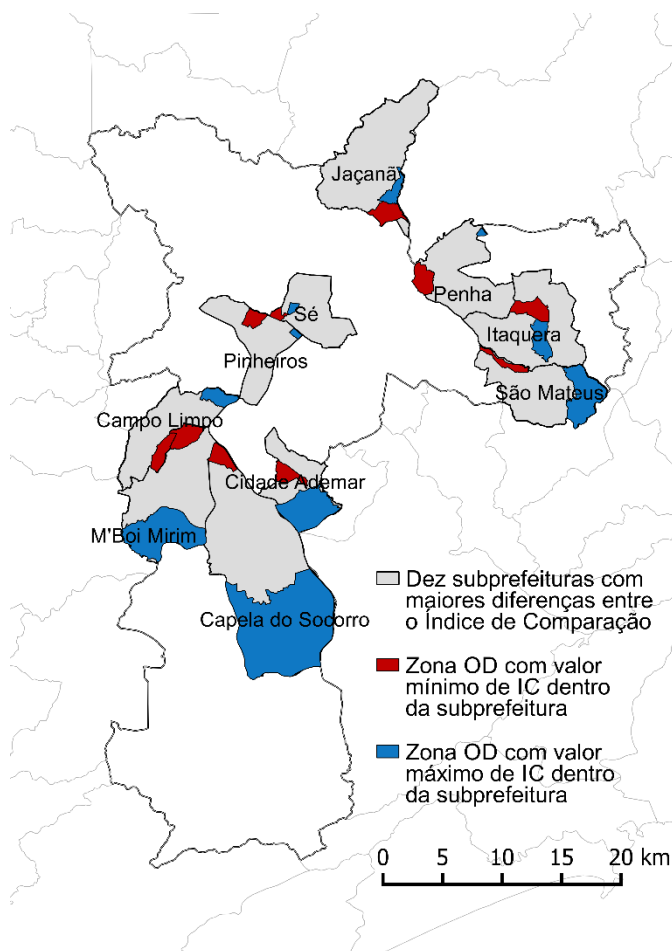 Jaçanã
Penha
Sé
Itaquera
Pinheiros
São Mateus
Campo Limpo
Cidade Ademar
M'Boi Mirim
Capela do Socorro
Dez subprefeituras com
maiores diferenças entre
o Índice de Comparação
Zona OD com valor
mínimo de IC dentro
da subprefeitura
Zona OD com valor
máximo de IC dentro
da subprefeitura
0 5 10 15 20 km